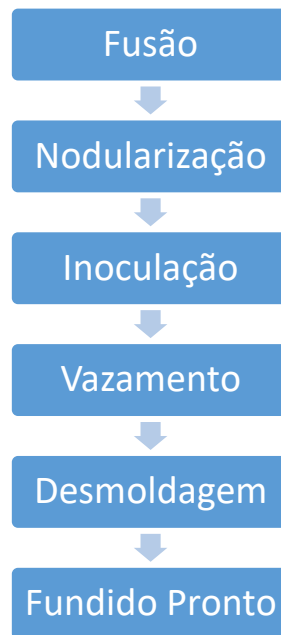 Fusão
Nodularização
Inoculação
Vazamento
Desmoldagem
Fundido Pronto